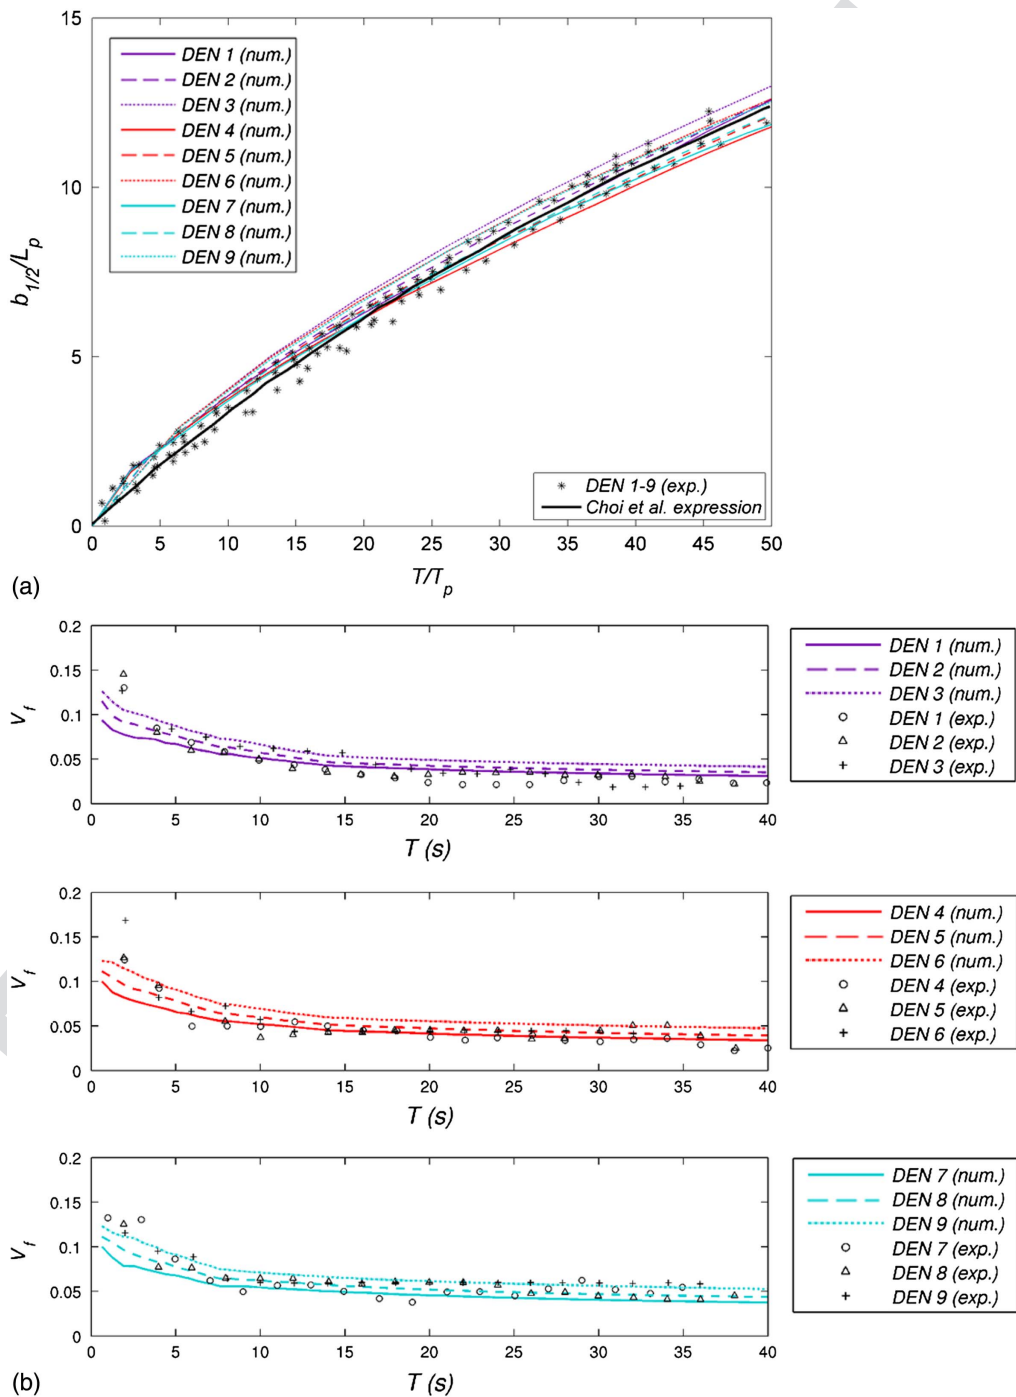 15
DEN 1 (num.)
DEN 2 (num.)
DEN 3 (num.)
DEN 4 (num.)
DEN 5 (num.)
DEN 6 (num.)
DEN 7 (num.)
DEN 8 (num.)
DEN 9 (num.)
10
b1/2/Lp
5
DEN 1-9 (exp.)
Choi et al. expression
0
0 5 10 15 20 25 30 35 40 45 50
T/Tp
(a)
0.2
0.15
0.1
0.05
0
Vf
0 5 10 15 20 25 30 35 40
T (s)
DEN 1 (num.)
DEN 2 (num.)
DEN 3 (num.)
DEN 1 (exp.)
DEN 2 (exp.)
DEN 3 (exp.)
0.2
0.15
0.1
0.05
0
Vf
0 5 10 15 20 25 30 35 40
T (s)
DEN 4 (num.)
DEN 5 (num.)
DEN 6 (num.)
DEN 4 (exp.)
DEN 5 (exp.)
DEN 6 (exp.)
0.2
0.15
0.1
0.05
0
Vf
0 5 10 15 20 25 30 35 40
T (s)
DEN 7 (num.)
DEN 8 (num.)
DEN 9 (num.)
DEN 7 (exp.)
DEN 8 (exp.)
DEN 9 (exp.)
(b)